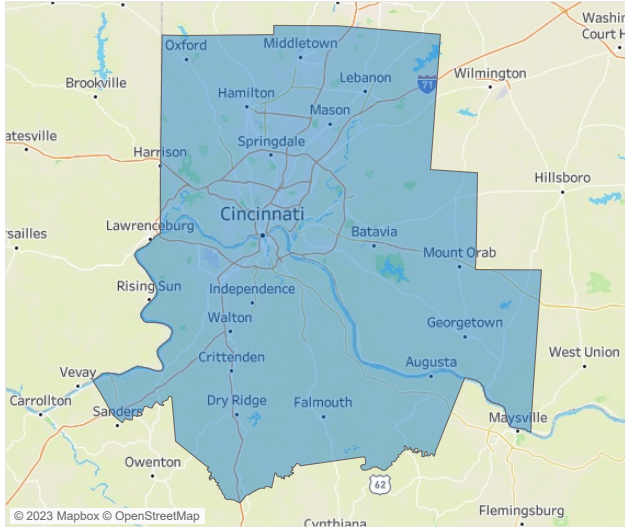 Washin
Court H
Oxford
Middletown
Wilmington
Brookville
Lebanon
Hamilton
71
Mason
atesville
Springdale
Harrison
Hillsboro
Cincinnati
Lawrenceburg
Batavia
rsailles
Mount Orab
Rising Sun
Independence
Walton
Georgetown
Crittenden
West Union
Augusta
Vevay
Carrollton
Dry Ridge
Falmouth
Sanders
Maysville
Owenton
62
Flemingsburg
© 2023 Mapbox © OpenStreetMap
Cynthiana